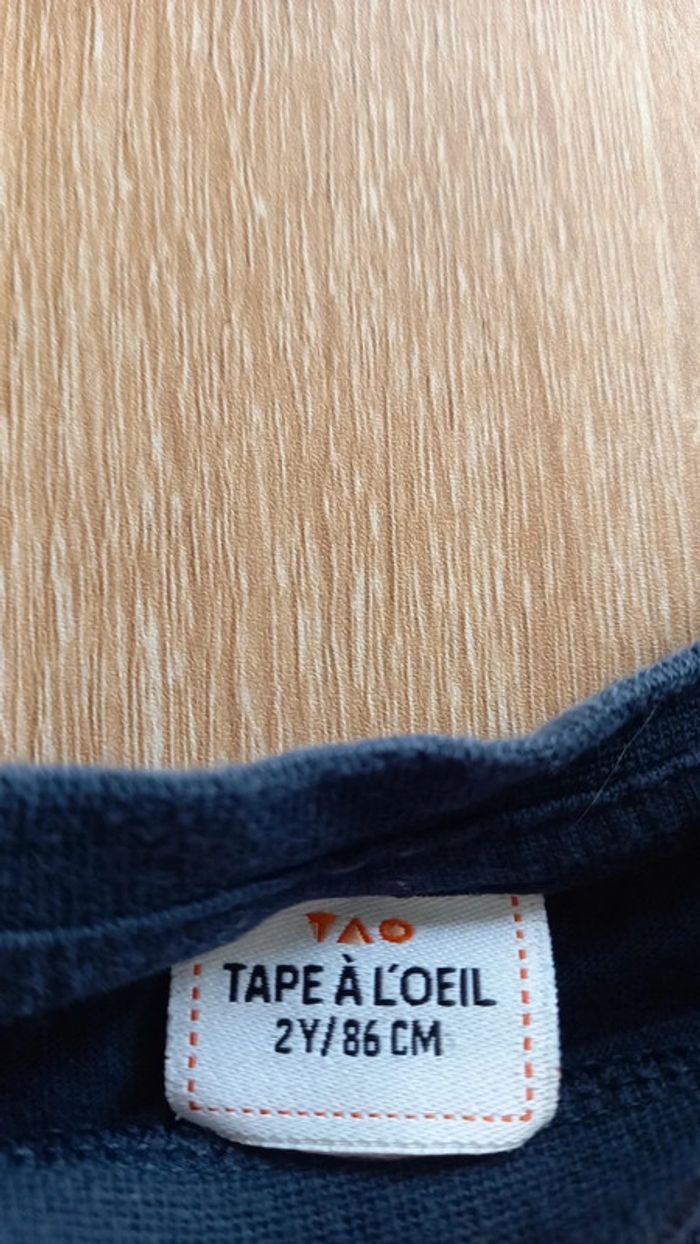 TAO
TAPE À L'OEIL
2Y/86 CM